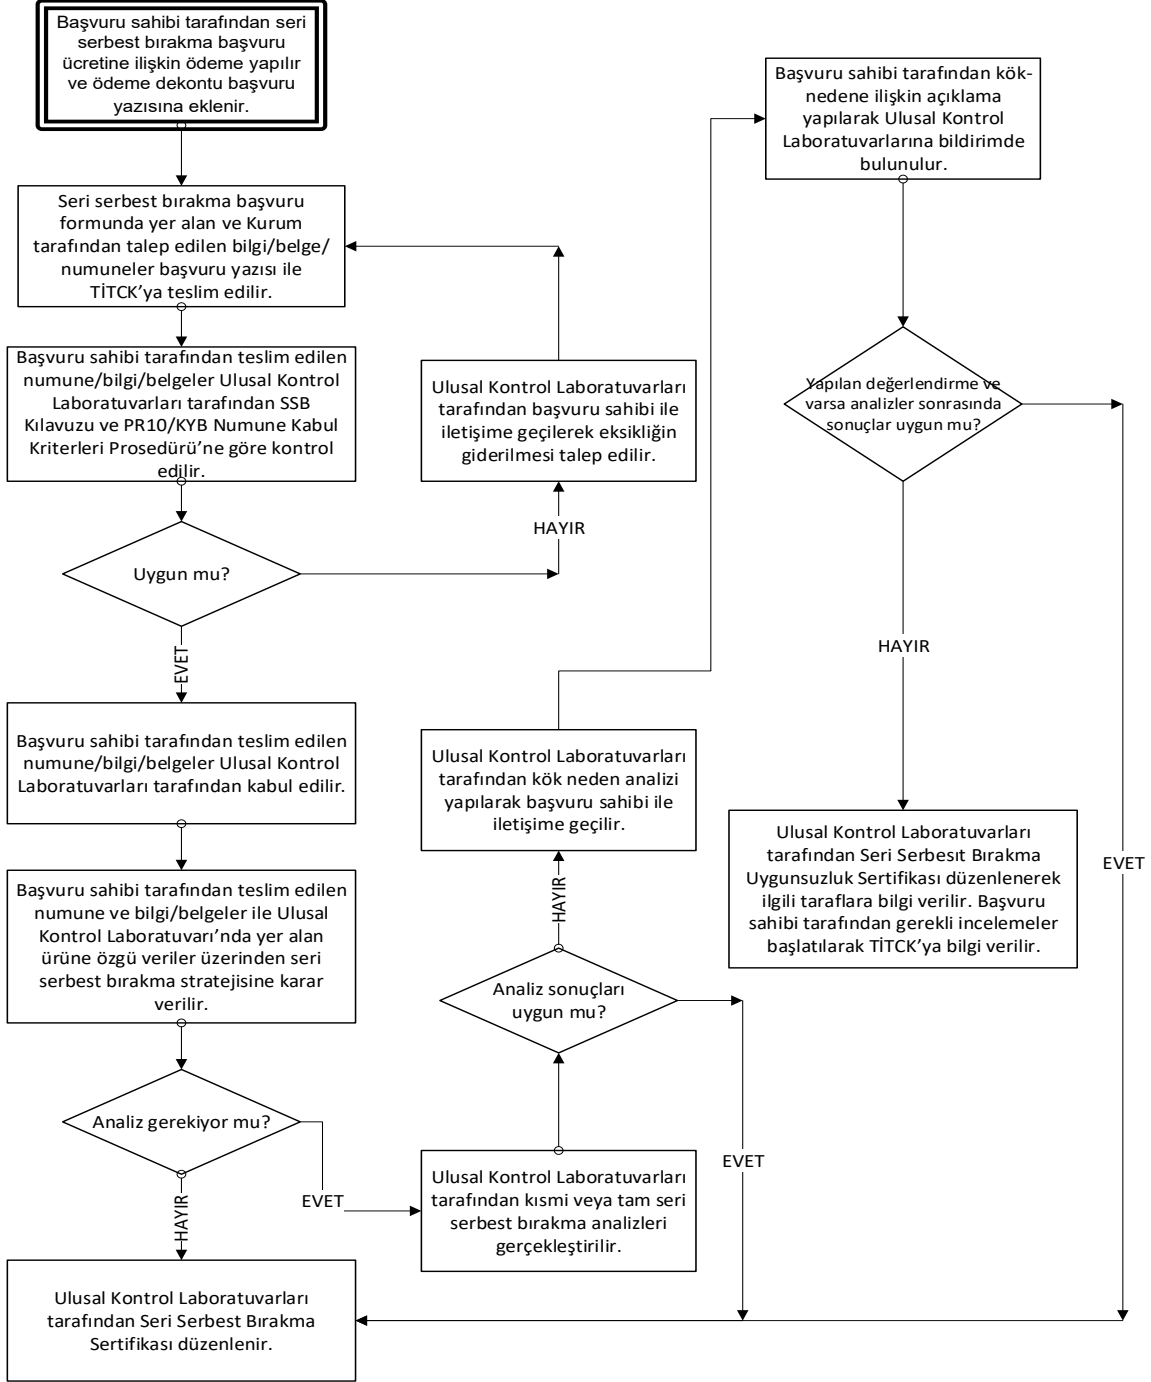 Başvuru sahibi tarafından seri
serbest bırakma başvuru
ücretine ilişkin ödeme yapılır
ve ödeme dekontu başvuru
yazısına eklenir.
Seri serbest bırakma başvuru
formunda yer alan ve Kurum
tarafından talep edilen bilgi/belge/
numuneler başvuru yazısı ile
TİTCK’ya teslim edilir.
Başvuru sahibi tarafından teslim edilen
numune/bilgi/belgeler Ulusal Kontrol
Laboratuvarları tarafından SSB
Kılavuzu ve PR10/KYB Numune Kabul
Kriterleri Prosedürü’ne göre kontrol
edilir.
Uygun mu?
HAYIR
Ulusal Kontrol Laboratuvarları
tarafından başvuru sahibi ile
iletişime geçilerek eksikliğin
giderilmesi talep edilir.
EVET
Başvuru sahibi tarafından teslim edilen
numune/bilgi/belgeler Ulusal Kontrol
Laboratuvarları tarafından kabul edilir.
Başvuru sahibi tarafından teslim edilen
numune ve bilgi/belgeler ile Ulusal
Kontrol Laboratuvarı’nda yer alan
ürüne özgü veriler üzerinden seri
serbest bırakma stratejisine karar
verilir.
Analiz gerekiyor mu?
HAYIR
EVET
Ulusal Kontrol Laboratuvarları
tarafından Seri Serbest Bırakma
Sertifikası düzenlenir.
Ulusal Kontrol Laboratuvarları
tarafından kısmi veya tam seri
serbest bırakma analizleri
gerçekleştirilir.
Analiz sonuçları
uygun mu?
EVET
HAYIR
Ulusal Kontrol Laboratuvarları
tarafından kök neden analizi
yapılarak başvuru sahibi ile
iletişime geçilir.
Başvuru sahibi tarafından kök-
nedene ilişkin açıklama
yapılarak Ulusal Kontrol
Laboratuvarlarına bildirimde
bulunulur.
Yapılan değerlendirme ve
varsa analizler sonrasında
sonuçlar uygun mu?
HAYIR
EVET
Ulusal Kontrol Laboratuvarları
tarafından Seri Serbesıt Bırakma
Uygunsuzluk Sertifikası düzenlenerek
ilgili taraflara bilgi verilir. Başvuru
sahibi tarafından gerekli incelemeler
başlatılarak TİTCK’ya bilgi verilir.